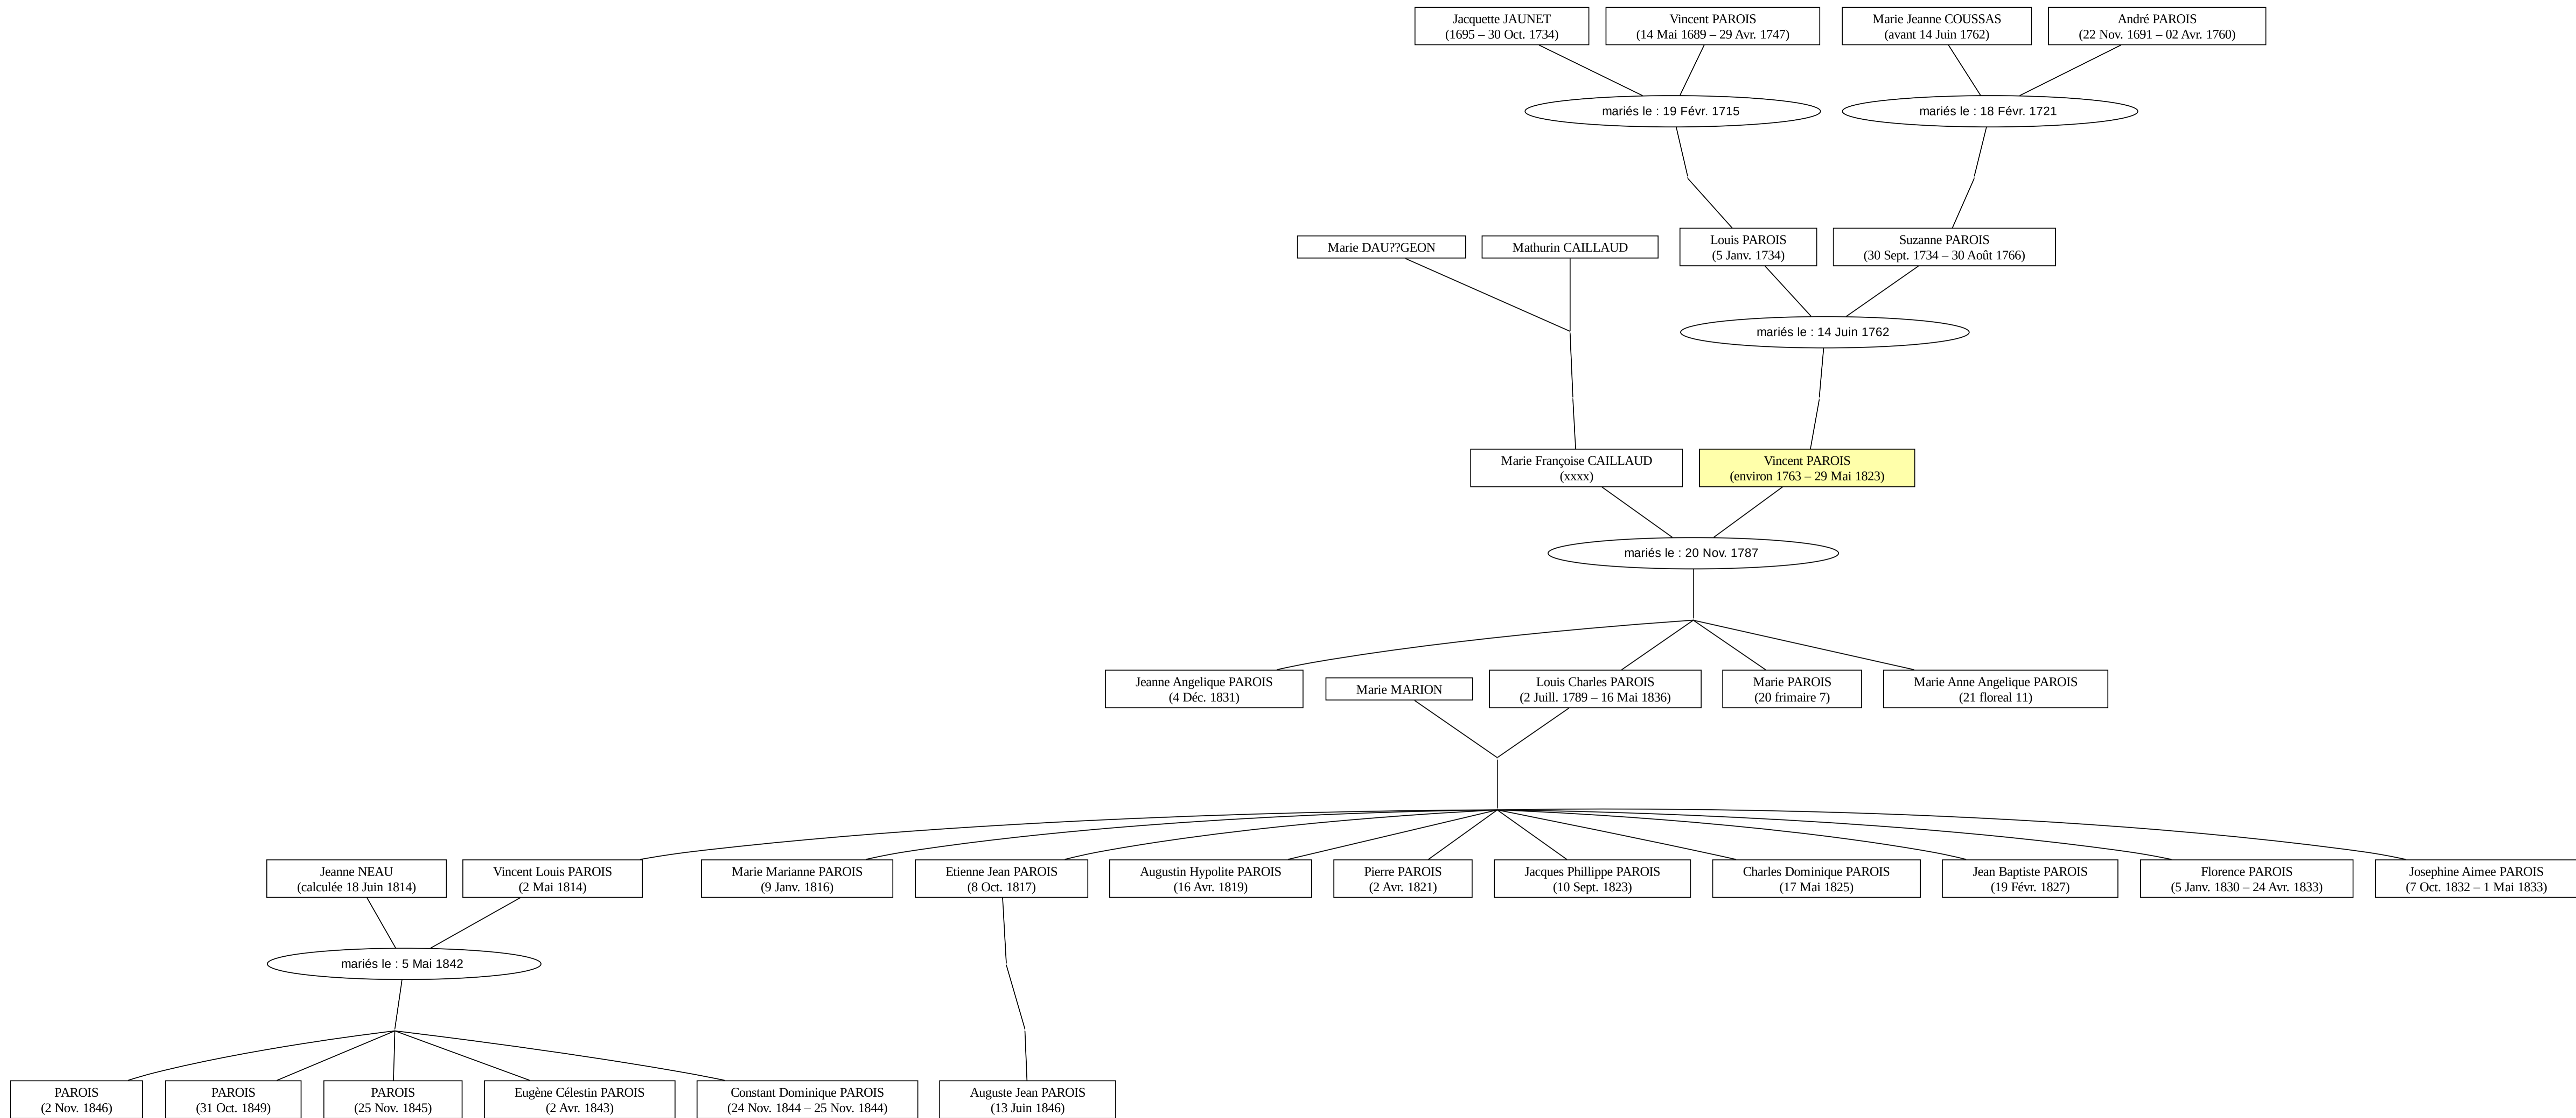 Jacquette JAUNET
(1695 – 30 Oct. 1734)
Vincent PAROIS
(14 Mai 1689 – 29 Avr. 1747)
Marie Jeanne COUSSAS
(avant 14 Juin 1762)
André PAROIS
(22 Nov. 1691 – 02 Avr. 1760)
mariés le : 19 Févr. 1715
mariés le : 18 Févr. 1721
Marie DAU??GEON
Mathurin CAILLAUD
Louis PAROIS
(5 Janv. 1734)
Suzanne PAROIS
(30 Sept. 1734 – 30 Août 1766)
mariés le : 14 Juin 1762
Marie Françoise CAILLAUD
(xxxx)
Vincent PAROIS
(environ 1763 – 29 Mai 1823)
mariés le : 20 Nov. 1787
Jeanne Angelique PAROIS
(4 Déc. 1831)
Marie MARION
Louis Charles PAROIS
(2 Juill. 1789 – 16 Mai 1836)
Marie PAROIS
(20 frimaire 7)
Marie Anne Angelique PAROIS
(21 floreal 11)
Jeanne NEAU
(calculée 18 Juin 1814)
Vincent Louis PAROIS
(2 Mai 1814)
Marie Marianne PAROIS
(9 Janv. 1816)
Etienne Jean PAROIS
(8 Oct. 1817)
Augustin Hypolite PAROIS
(16 Avr. 1819)
Pierre PAROIS
(2 Avr. 1821)
Jacques Phillippe PAROIS
(10 Sept. 1823)
Charles Dominique PAROIS
(17 Mai 1825)
Jean Baptiste PAROIS
(19 Févr. 1827)
Florence PAROIS
(5 Janv. 1830 – 24 Avr. 1833)
Josephine Aimee PAROIS
(7 Oct. 1832 – 1 Mai 1833)
mariés le : 5 Mai 1842
PAROIS
(2 Nov. 1846)
PAROIS
(31 Oct. 1849)
PAROIS
(25 Nov. 1845)
Eugène Célestin PAROIS
(2 Avr. 1843)
Constant Dominique PAROIS
(24 Nov. 1844 – 25 Nov. 1844)
Auguste Jean PAROIS
(13 Juin 1846)